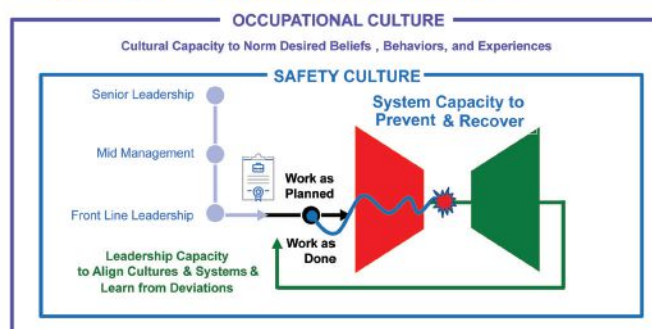 OCCUPATIONAL CULTURE
Cultural Capacity to Norm Desired Beliefs , Behaviors, and Experiences
SAFETY CULTURE
Senior Leadership
Mid Management
Front Line Leadership
System Capacity to
Prevent & Recover
Work as
Planned
Work as
Done
Leadership Capacity
to Align Cultures & Systems &
Learn from Deviations